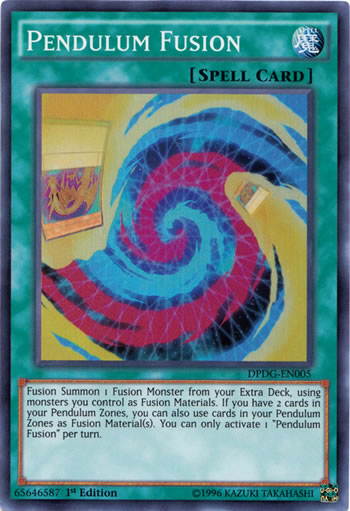 PENDULUM FUSION
魔
[SPELL CARD]
DPDG-EN005
Fusion Summon 1 Fusion Monster from your Extra Deck, using
monsters you control as Fusion Materials. If you have 2 cards in
your Pendulum Zones, you can also use cards in your Pendulum
Zones as Fusion Material(s). You can only activate 1 "Pendulum
Fusion" per turn.
65646587 1st Edition ©1996 KAZUKI TAKAHASHI